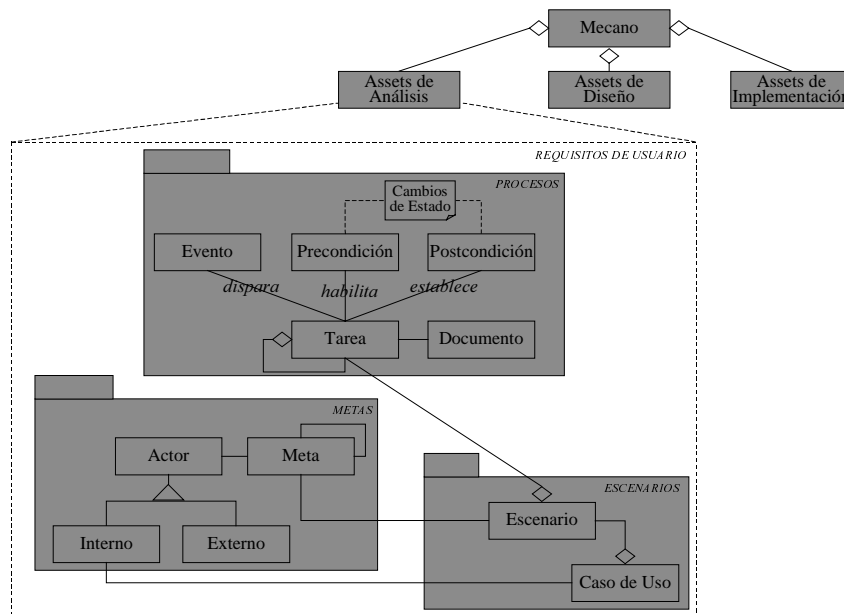 Mecano
Assets de
Análisis
Assets de
Diseño
Assets de
Implementación
REQUISITOS DE USUARIO
PROCESOS
Cambios
de Estado
Evento
Precondición
Postcondición
dispara
habilita
establece
Tarea
Documento
METAS
Actor
Meta
Interno
Externo
ESCENARIOS
Escenario
Caso de Uso